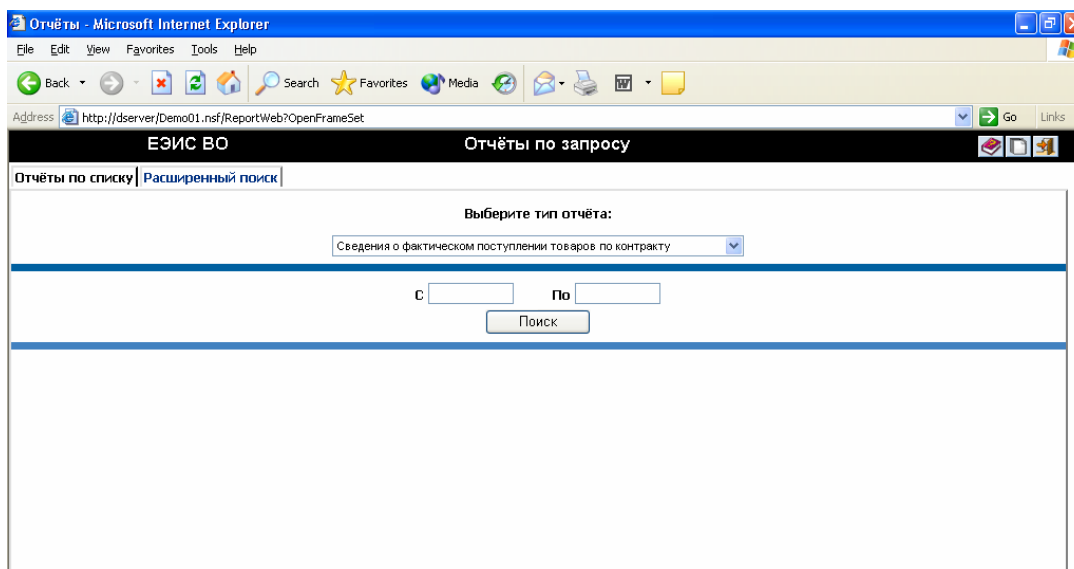 Отчёты - Microsoft Internet Explorer
File Edit View Favorites Tools Help
Back Search Favorites Media
Address http://dserver/Demo01.nsf/ReportWeb?OpenFrameSet Go Links
ЕЭИС ВО Отчёты по запросу
Отчёты по списку Расширенный поиск
Выберите тип отчёта:
Сведения о фактическом поступлении товаров по контракту
С По
Поиск